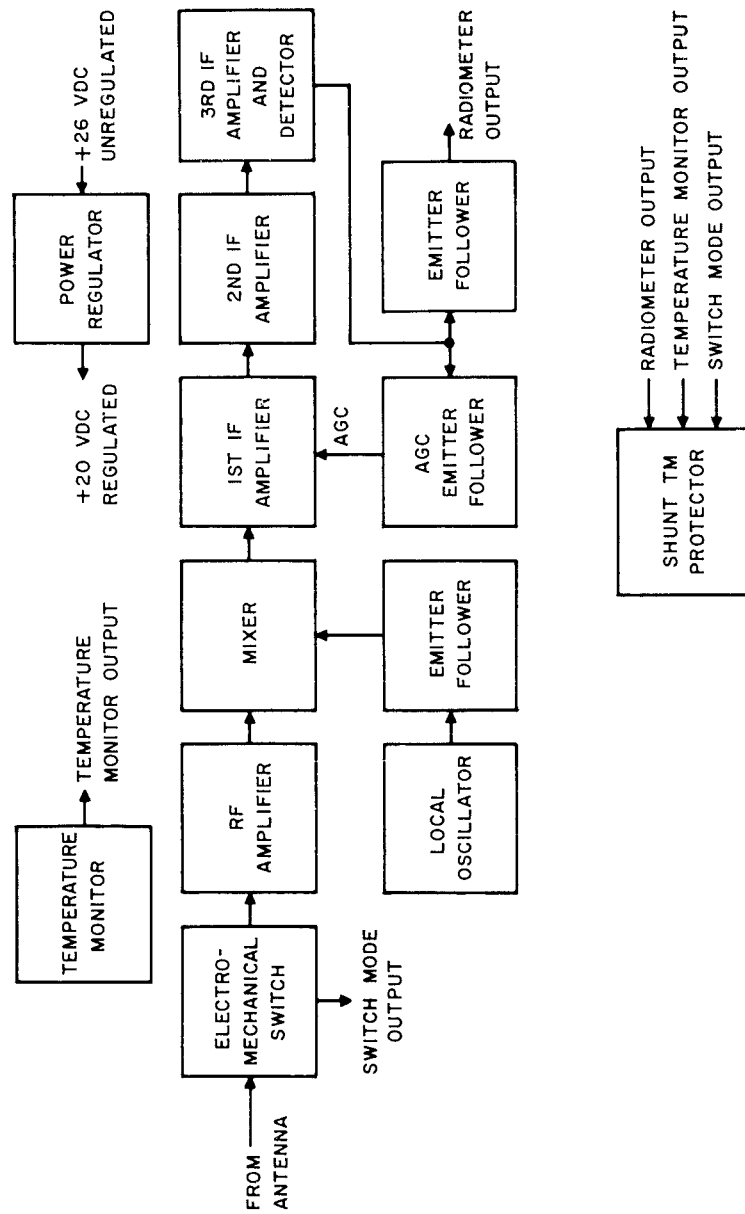 TEMPERATURE
MONITOR
TEMPERATURE
MONITOR OUTPUT
+20 VDC
REGULATED
POWER
REGULATOR
+26 VDC
UNREGULATED
FROM
ANTENNA
ELECTRO-
MECHANICAL
SWITCH
RF
AMPLIFIER
MIXER
1ST IF
AMPLIFIER
2ND IF
AMPLIFIER
3RD IF
AMPLIFIER
AND
DETECTOR
SWITCH MODE
OUTPUT
LOCAL
OSCILLATOR
EMITTER
FOLLOWER
AGC
AGC
EMITTER
FOLLOWER
EMITTER
FOLLOWER
RADIOMETER
OUTPUT
SHUNT TM
PROTECTOR
RADIOMETER OUTPUT
TEMPERATURE MONITOR OUTPUT
SWITCH MODE OUTPUT